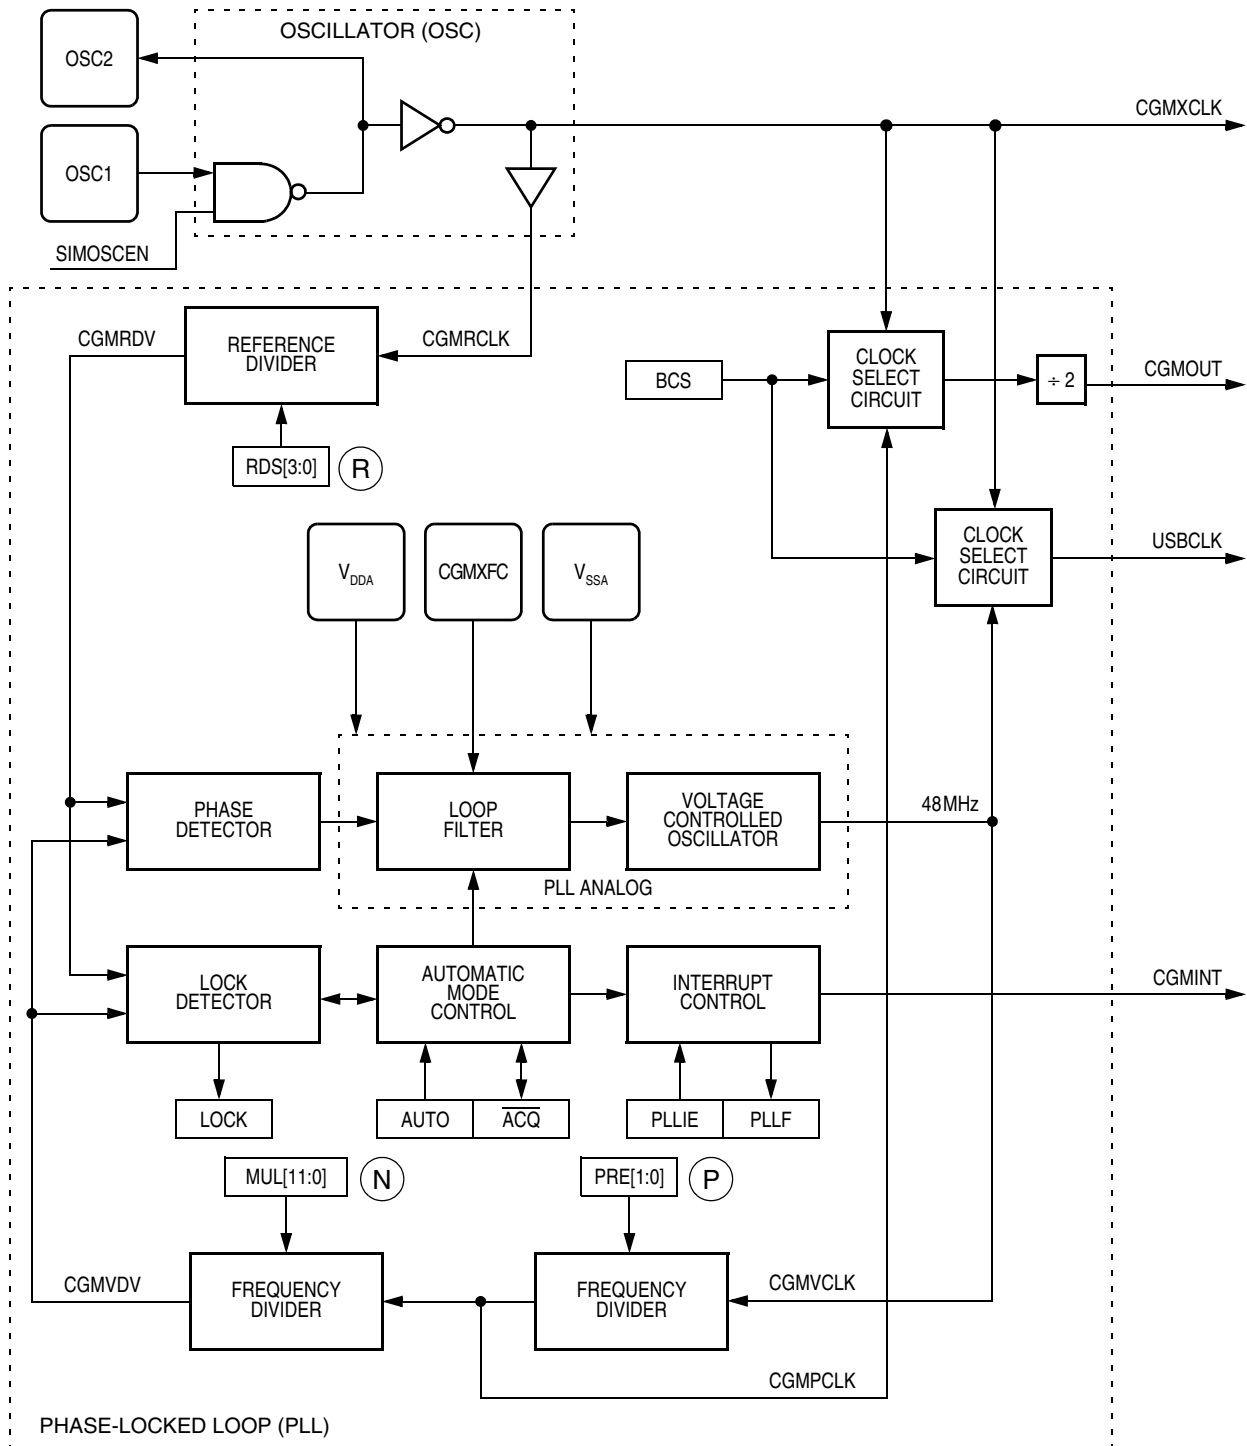 OSCILLATOR (OSC)
OSC2
CGMXCLK
OSC1
SIMOSCEN
CGMRDV
REFERENCE
DIVIDER
CGMRCLK
BCS
CLOCK
SELECT
CIRCUIT
÷ 2
CGMOUT
RDS[3:0]
R
VDDA
CGMXFC
VSSA
CLOCK
SELECT
CIRCUIT
USBCLK
PHASE
DETECTOR
LOOP
FILTER
VOLTAGE
CONTROLLED
OSCILLATOR
48MHz
PLL ANALOG
LOCK
DETECTOR
AUTOMATIC
MODE
CONTROL
INTERRUPT
CONTROL
CGMINT
LOCK
AUTO
ACQ
PLLIE
PLLF
MUL[11:0]
N
PRE[1:0]
P
CGMVDV
FREQUENCY
DIVIDER
FREQUENCY
DIVIDER
CGMVCLK
CGMPCLK
PHASE-LOCKED LOOP (PLL)